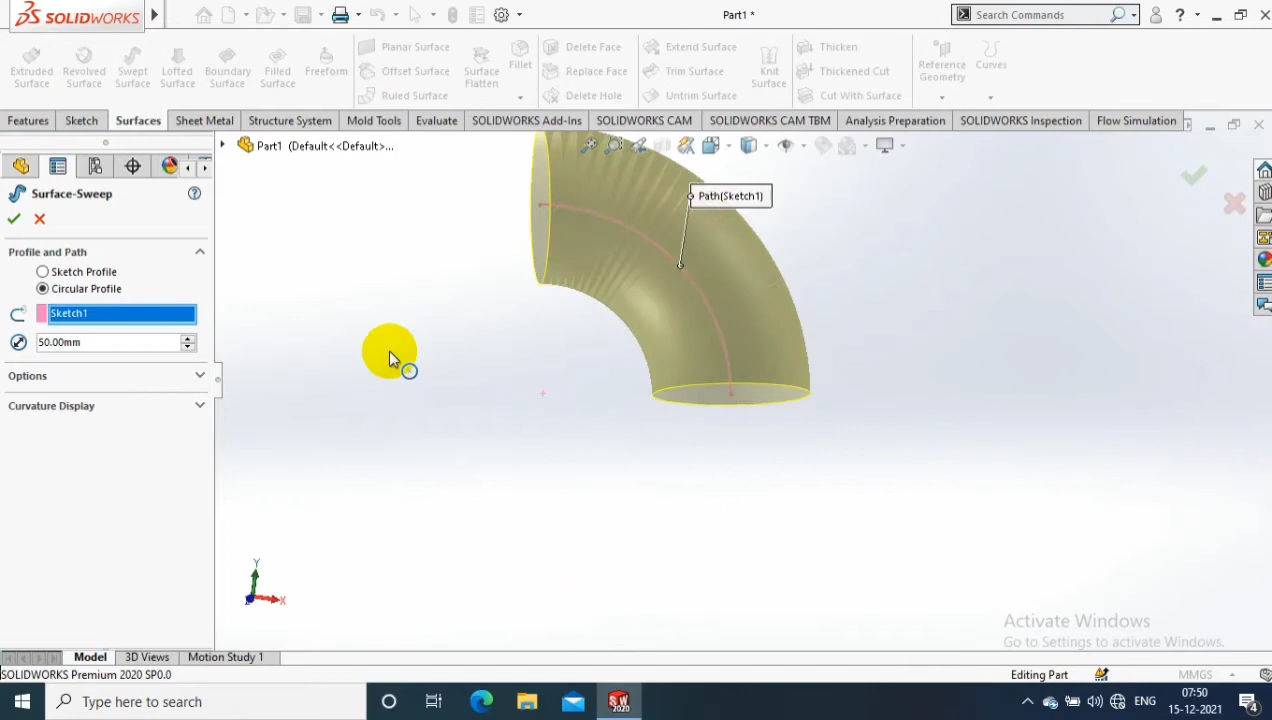 SOLIDWORKS
Part1 *
Search Commands
Extruded Surface
Revolved Surface
Swept Surface
Lofted Surface
Boundary Surface
Filled Surface
Freeform
Planar Surface
Offset Surface
Ruled Surface
Surface Flatten
Fillet
Delete Face
Replace Face
Delete Hole
Extend Surface
Trim Surface
Untrim Surface
Knit Surface
Thicken
Thickened Cut
Cut With Surface
Reference Geometry
Curves
Features
Sketch
Surfaces
Sheet Metal
Structure System
Mold Tools
Evaluate
SOLIDWORKS Add-Ins
SOLIDWORKS CAM
SOLIDWORKS CAM TBM
Analysis Preparation
SOLIDWORKS Inspection
Flow Simulation
Part1 (Default<<Default>...
Surface-Sweep
Profile and Path
Sketch Profile
Circular Profile
Sketch1
50.00mm
Options
Curvature Display
Path(Sketch1)
Y
X
Activate Windows
Go to Settings to activate Windows.
Model
3D Views
Motion Study 1
SOLIDWORKS Premium 2020 SP0.0
Editing Part
MMGS
Type here to search
SW
2020
ENG
07:50
15-12-2021
4